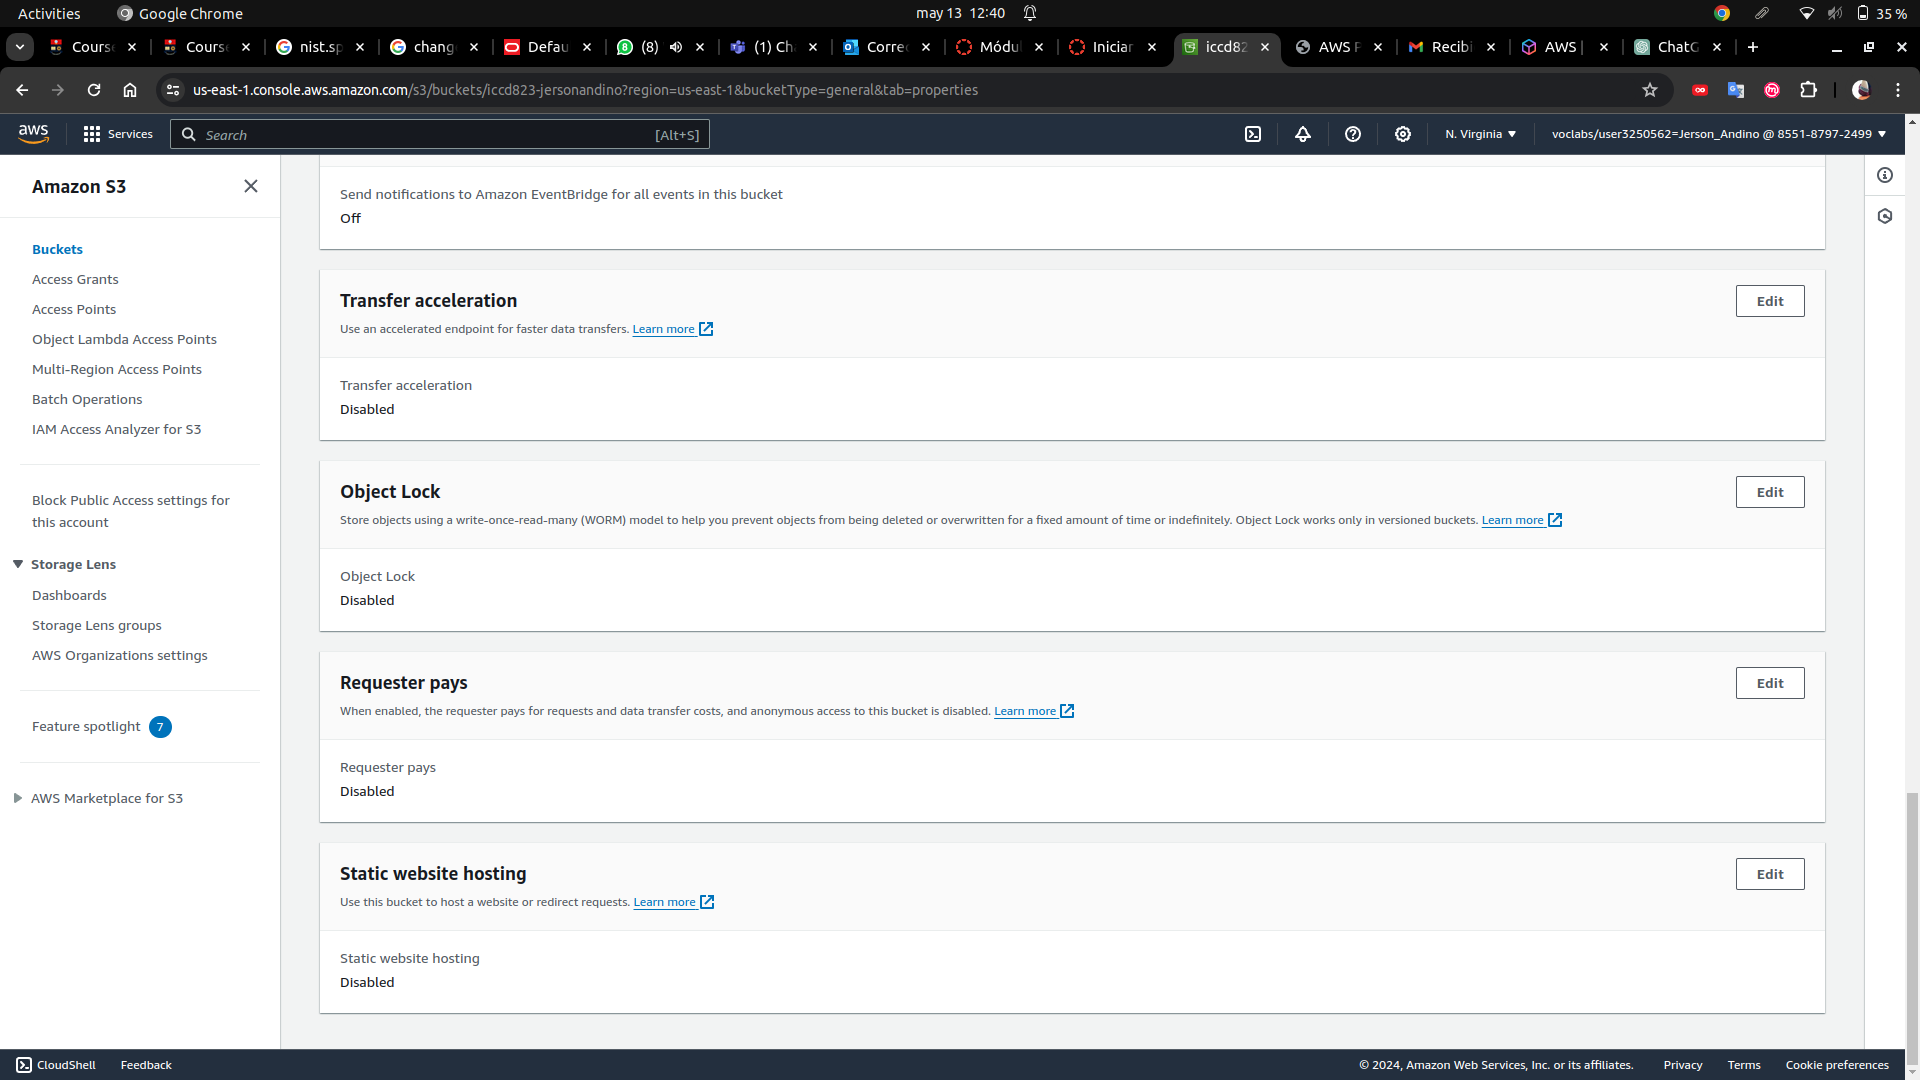 Activities Google Chrome may 13 12:40 35 %
Cours Cours nist.sp chang Defau (8) (1) Ch Corre Módu Iniciar iccd82 AWS F Recibi AWS | ChatG
us-east-1.console.aws.amazon.com/s3/buckets/iccd823-jersonandino?region=us-east-1&bucketType=general&tab=properties
aws Services Search [Alt+S] N. Virginia voclabs/user3250562=Jerson_Andino @ 8551-8797-2499
Amazon S3
Buckets
Access Grants
Access Points
Object Lambda Access Points
Multi-Region Access Points
Batch Operations
IAM Access Analyzer for S3
Block Public Access settings for
this account
Storage Lens
Dashboards
Storage Lens groups
AWS Organizations settings
Feature spotlight 7
AWS Marketplace for S3
Send notifications to Amazon EventBridge for all events in this bucket
Off
Transfer acceleration
Edit
Use an accelerated endpoint for faster data transfers. Learn more
Transfer acceleration
Disabled
Object Lock
Edit
Store objects using a write-once-read-many (WORM) model to help you prevent objects from being deleted or overwritten for a fixed amount of time or indefinitely. Object Lock works only in versioned buckets. Learn more
Object Lock
Disabled
Requester pays
Edit
When enabled, the requester pays for requests and data transfer costs, and anonymous access to this bucket is disabled. Learn more
Requester pays
Disabled
Static website hosting
Edit
Use this bucket to host a website or redirect requests. Learn more
Static website hosting
Disabled
CloudShell Feedback © 2024, Amazon Web Services, Inc. or its affiliates. Privacy Terms Cookie preferences